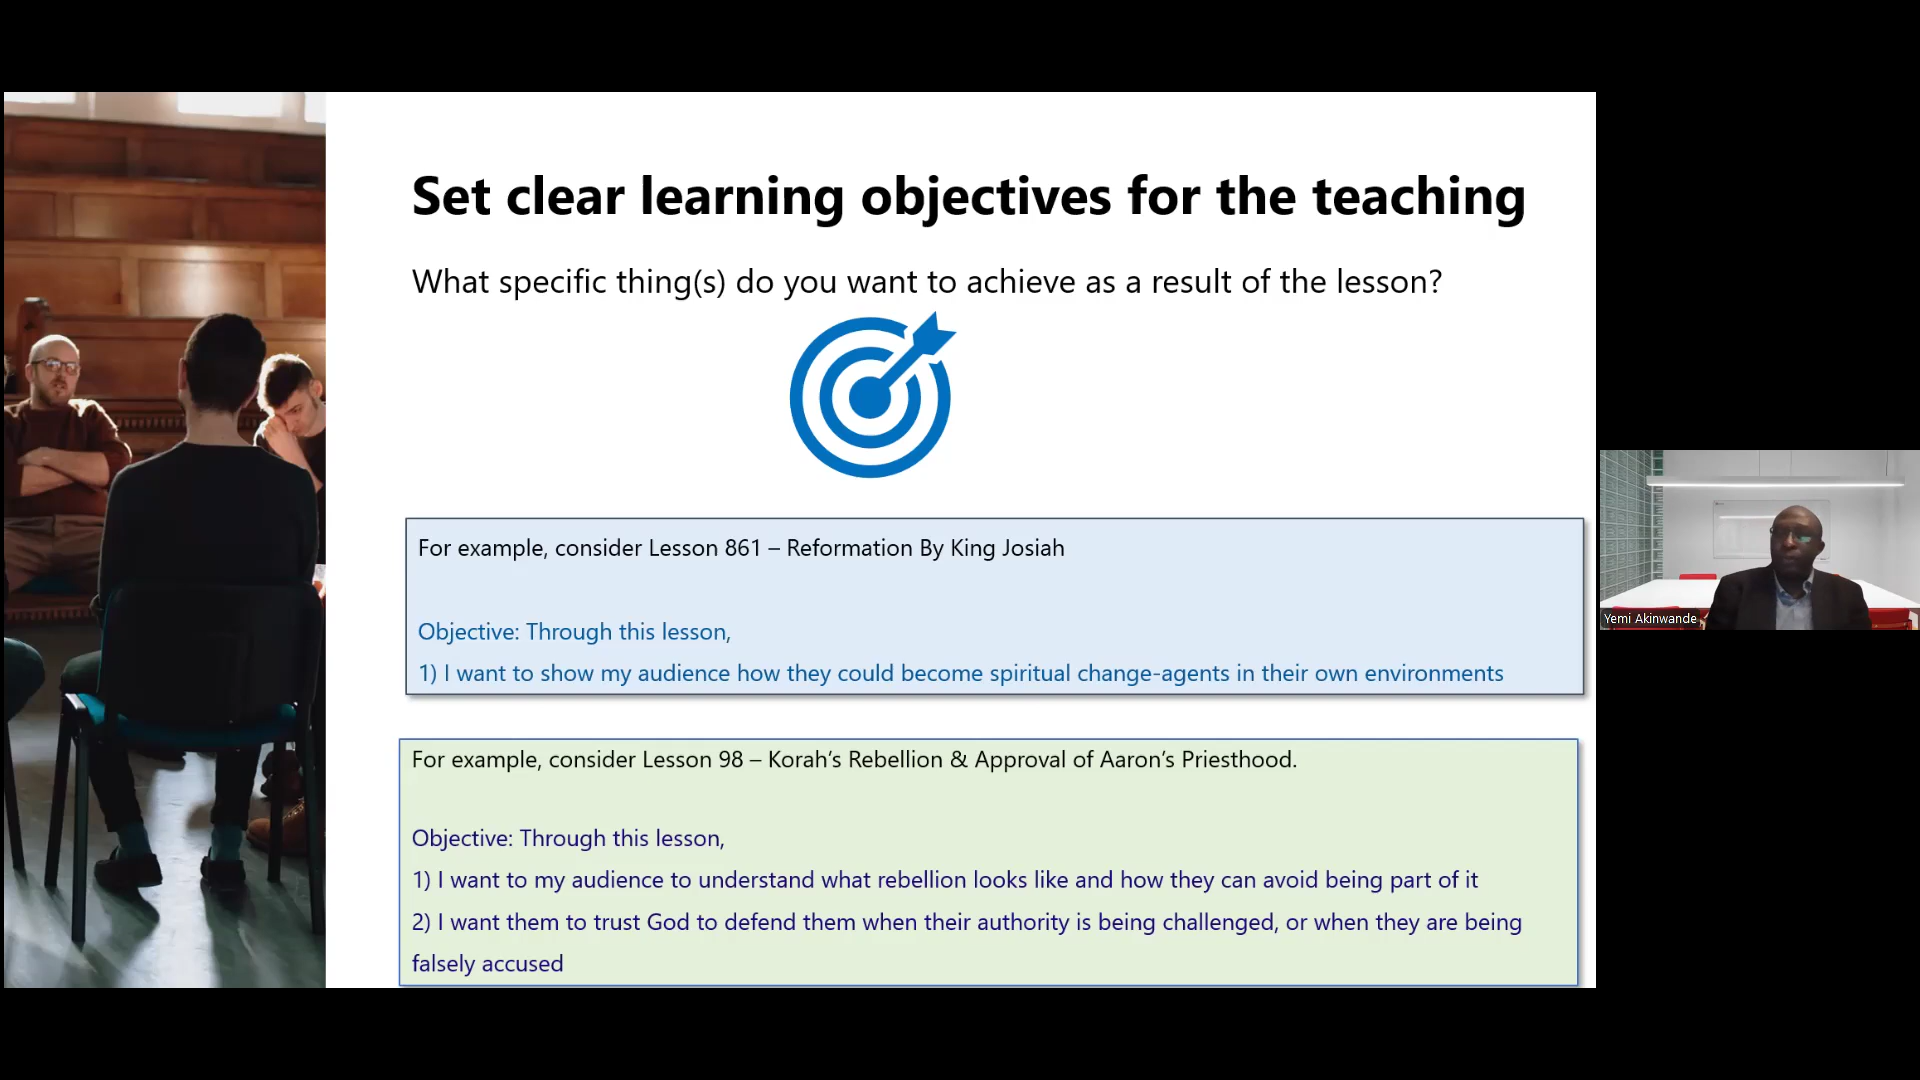 Set clear learning objectives for the teaching
What specific thing(s) do you want to achieve as a result of the lesson?
For example, consider Lesson 861 – Reformation By King Josiah
Objective: Through this lesson,
1) I want to show my audience how they could become spiritual change-agents in their own environments
For example, consider Lesson 98 – Korah’s Rebellion & Approval of Aaron’s Priesthood.
Objective: Through this lesson,
1) I want to my audience to understand what rebellion looks like and how they can avoid being part of it
2) I want them to trust God to defend them when their authority is being challenged, or when they are being
falsely accused
Yemi Akinwande